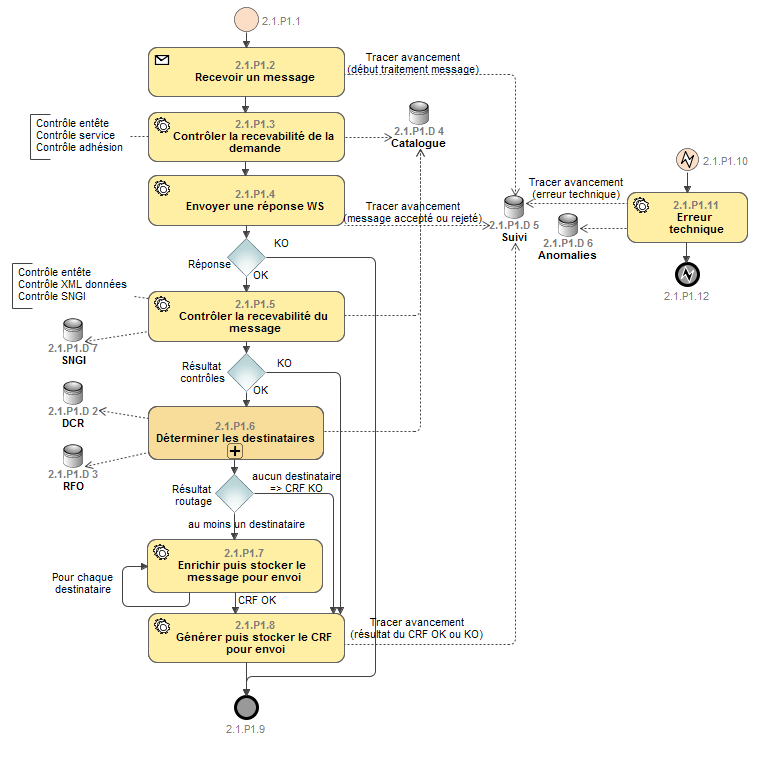 2.1.P1.1
2.1.P1.2
Recevoir un message
Tracer avancement
(début traitement message)
Contrôle entête
Contrôle service
Contrôle adhésion
2.1.P1.3
Contrôler la recevabilité de la
demande
2.1.P1.D 4
Catalogue
2.1.P1.4
Envoyer une réponse WS
Tracer avancement
(message accepté ou rejeté)
2.1.P1.D 5
Suivi
Tracer avancement
(erreur technique)
2.1.P1.10
2.1.P1.11
Erreur
technique
2.1.P1.D 6
Anomalies
2.1.P1.12
Réponse
KO
OK
Contrôle entête
Contrôle XML données
Contrôle SNGI
2.1.P1.5
Contrôler la recevabilité du
message
2.1.P1.D 7
SNGI
Résultat
contrôles
KO
OK
2.1.P1.D 2
DCR
2.1.P1.6
Déterminer les destinataires
2.1.P1.D 3
RFO
Résultat
routage
aucun destinataire
=> CRF KO
au moins un destinataire
2.1.P1.7
Enrichir puis stocker le
message pour envoi
Pour chaque
destinataire
CRF OK
2.1.P1.8
Générer puis stocker le CRF
pour envoi
Tracer avancement
(résultat du CRF OK ou KO)
2.1.P1.9